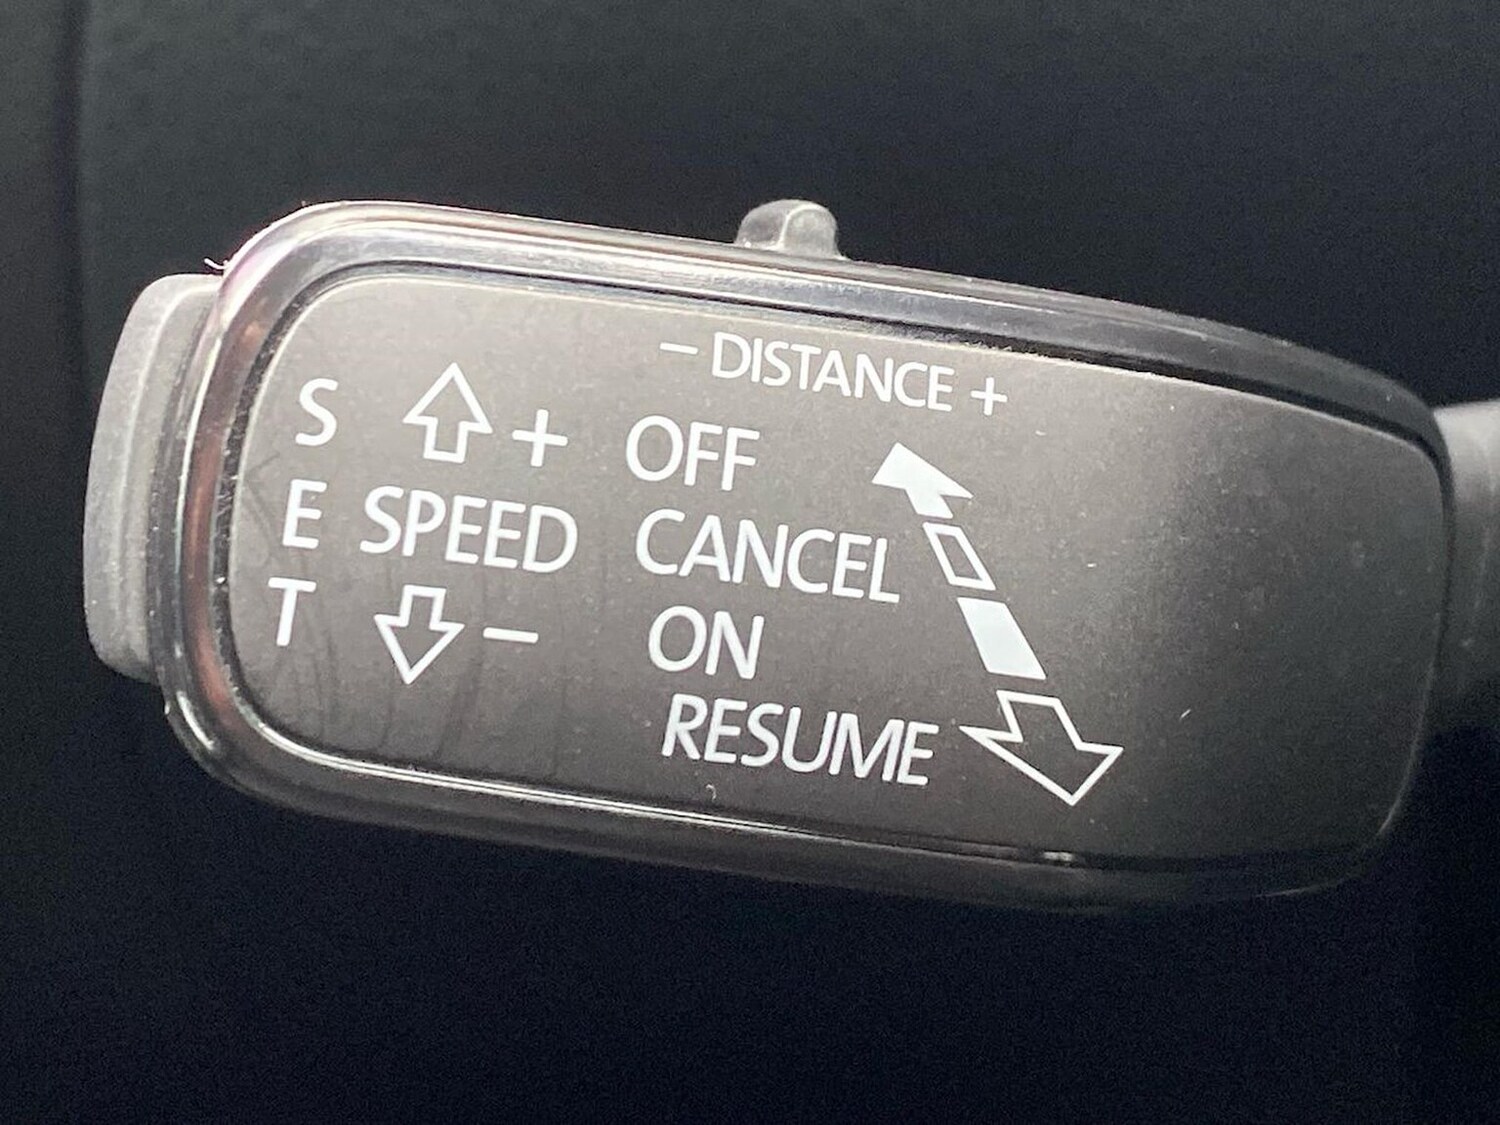 − DISTANCE +
S
E
T
+
SPEED
−
OFF
CANCEL
ON
RESUME